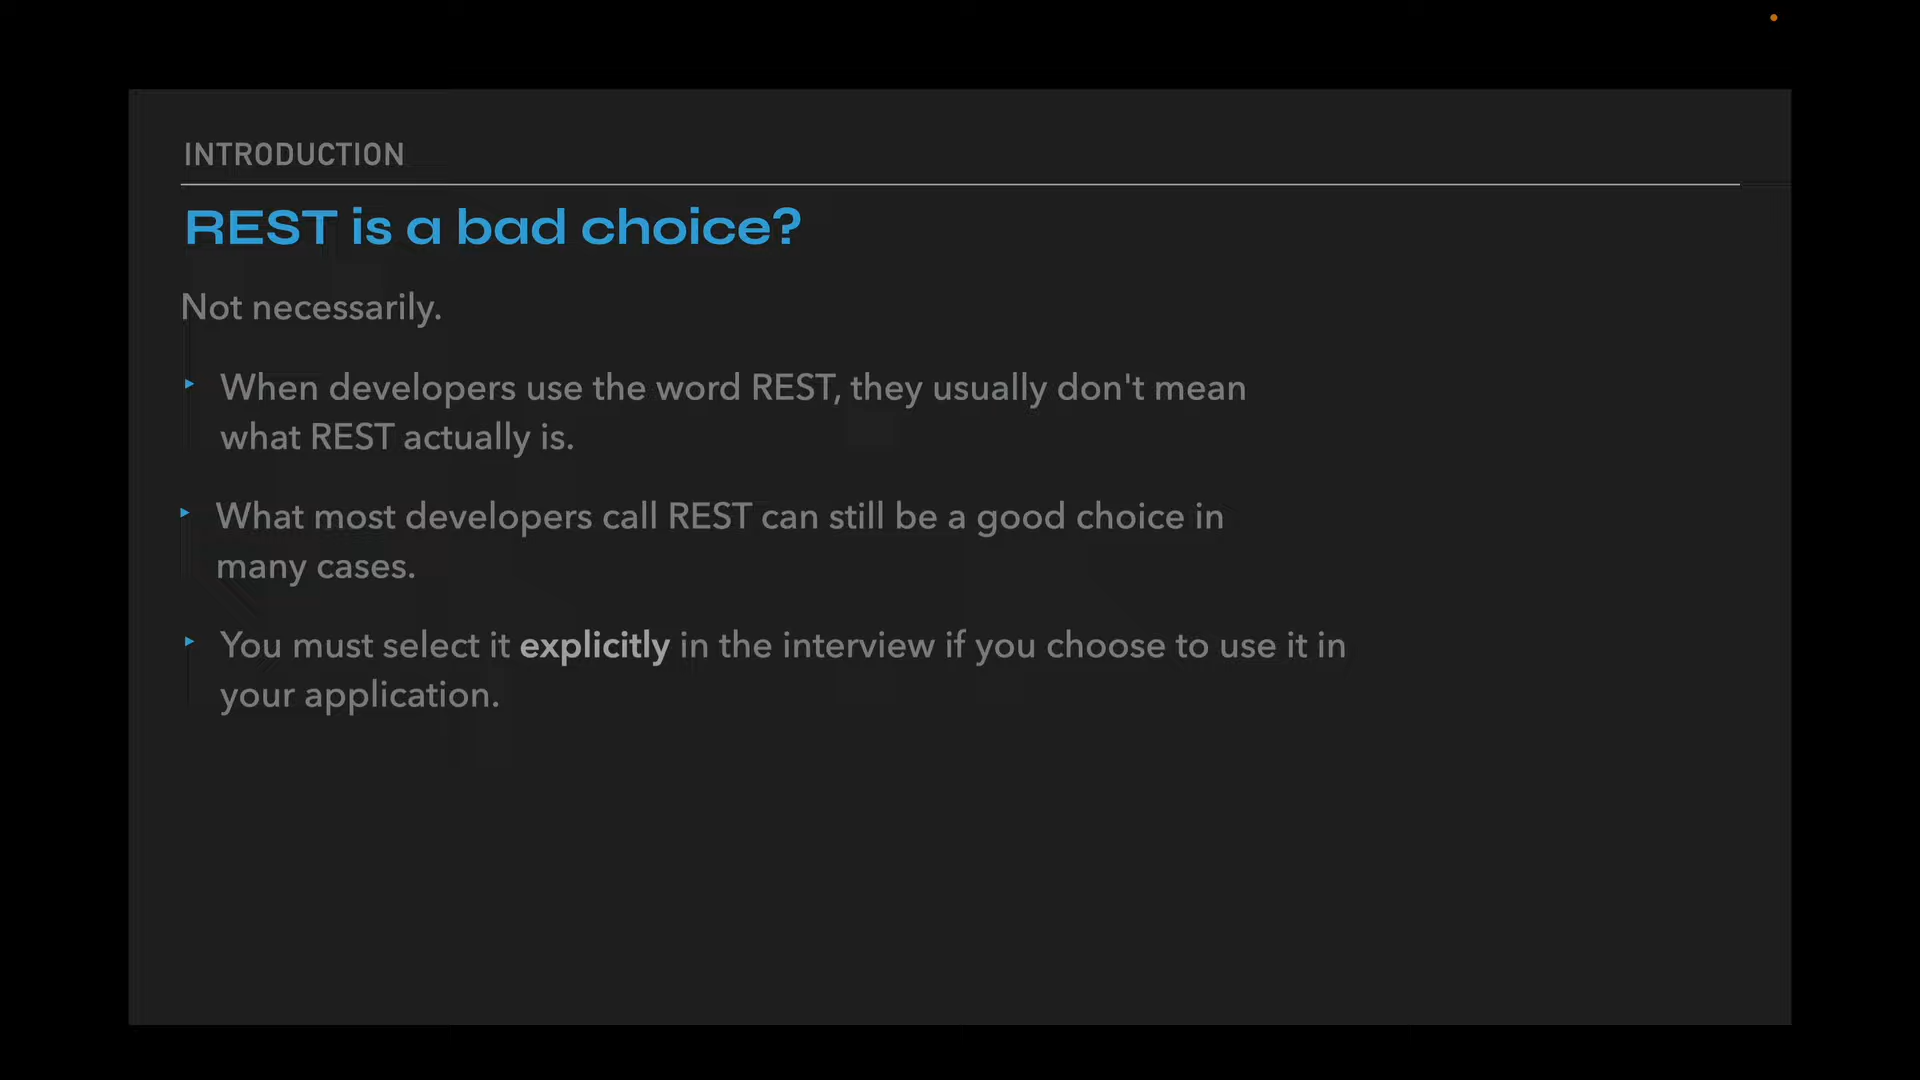 INTRODUCTION
REST is a bad choice?
Not necessarily.
‣ When developers use the word REST, they usually don't mean
what REST actually is.
‣ What most developers call REST can still be a good choice in
many cases.
‣ You must select it explicitly in the interview if you choose to use it in
your application.